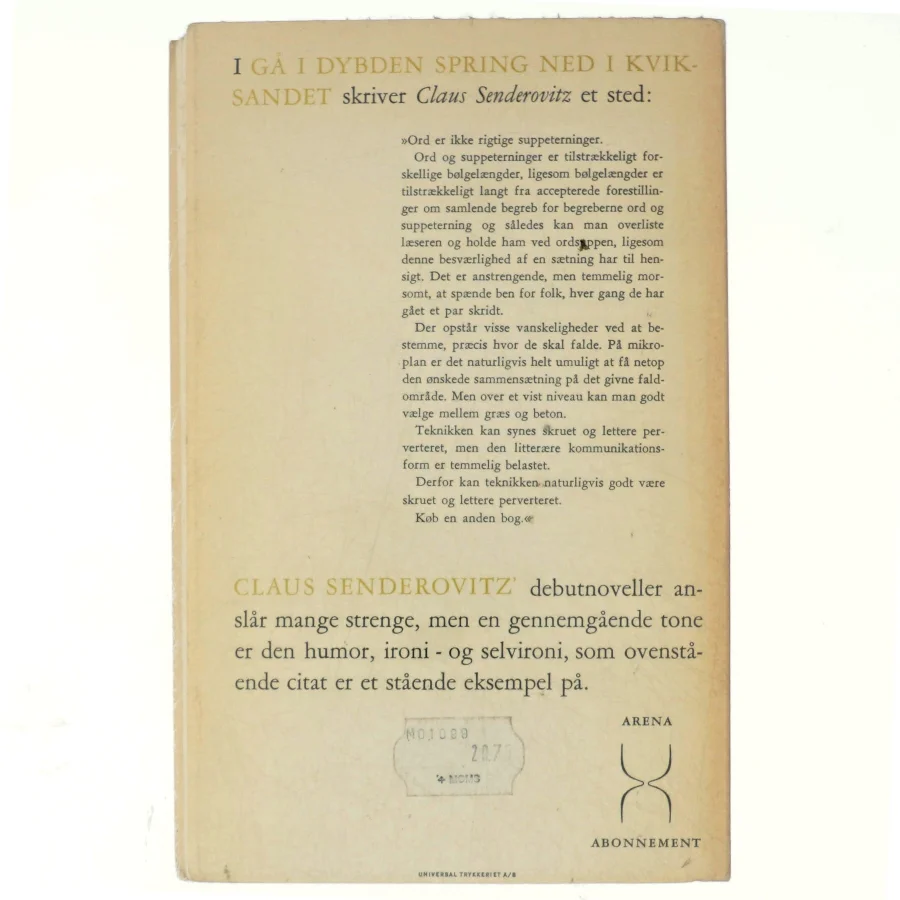 I GÅ I DYBDEN SPRING NED I KVIK-
SANDET skriver Claus Senderovitz et sted:
»Ord er ikke rigtige suppeterninger.
Ord og suppeterninger er tilstrækkeligt for-
skellige bølgelængder, ligesom bølgelængder er
tilstrækkeligt langt fra accepterede forestillin-
ger om samlende begreb for begreberne ord og
suppeterning og således kan man overliste
læseren og holde ham ved ordsuppen, ligesom
denne besværlighed af en sætning har til hen-
sigt. Det er anstrengende, men temmelig mor-
somt, at spænde ben for folk, hver gang de har
gået et par skridt.
Der opstår visse vanskeligheder ved at be-
stemme, præcis hvor de skal falde. På mikro-
plan er det naturligvis helt umuligt at få netop
den ønskede sammensætning på det givne fald-
område. Men over et vist niveau kan man godt
vælge mellem græs og beton.
Teknikken kan synes skruet og lettere per-
verteret, men den litterære kommunikations-
form er temmelig belastet.
Derfor kan teknikken naturligvis godt være
skruet og lettere perverteret.
Køb en anden bog.«
CLAUS SENDEROVITZ' debutnoveller an-
slår mange strenge, men en gennemgående tone
er den humor, ironi - og selvironi, som ovenstå-
ende citat er et stående eksempel på.
ARENA
ABONNEMENT
+ MOMS
UNIVERSAL TRYKKERIET A/S